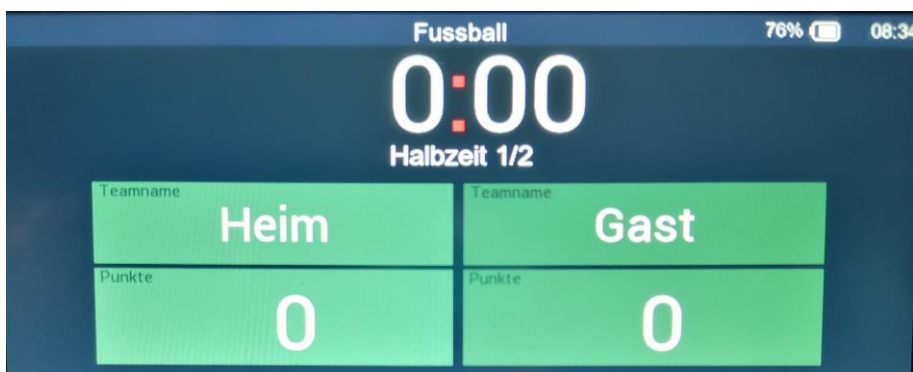 Fussball 76% 08:34
0:00
Halbzeit 1/2
Teamname Teamname
Heim Gast
Punkte Punkte
0 0